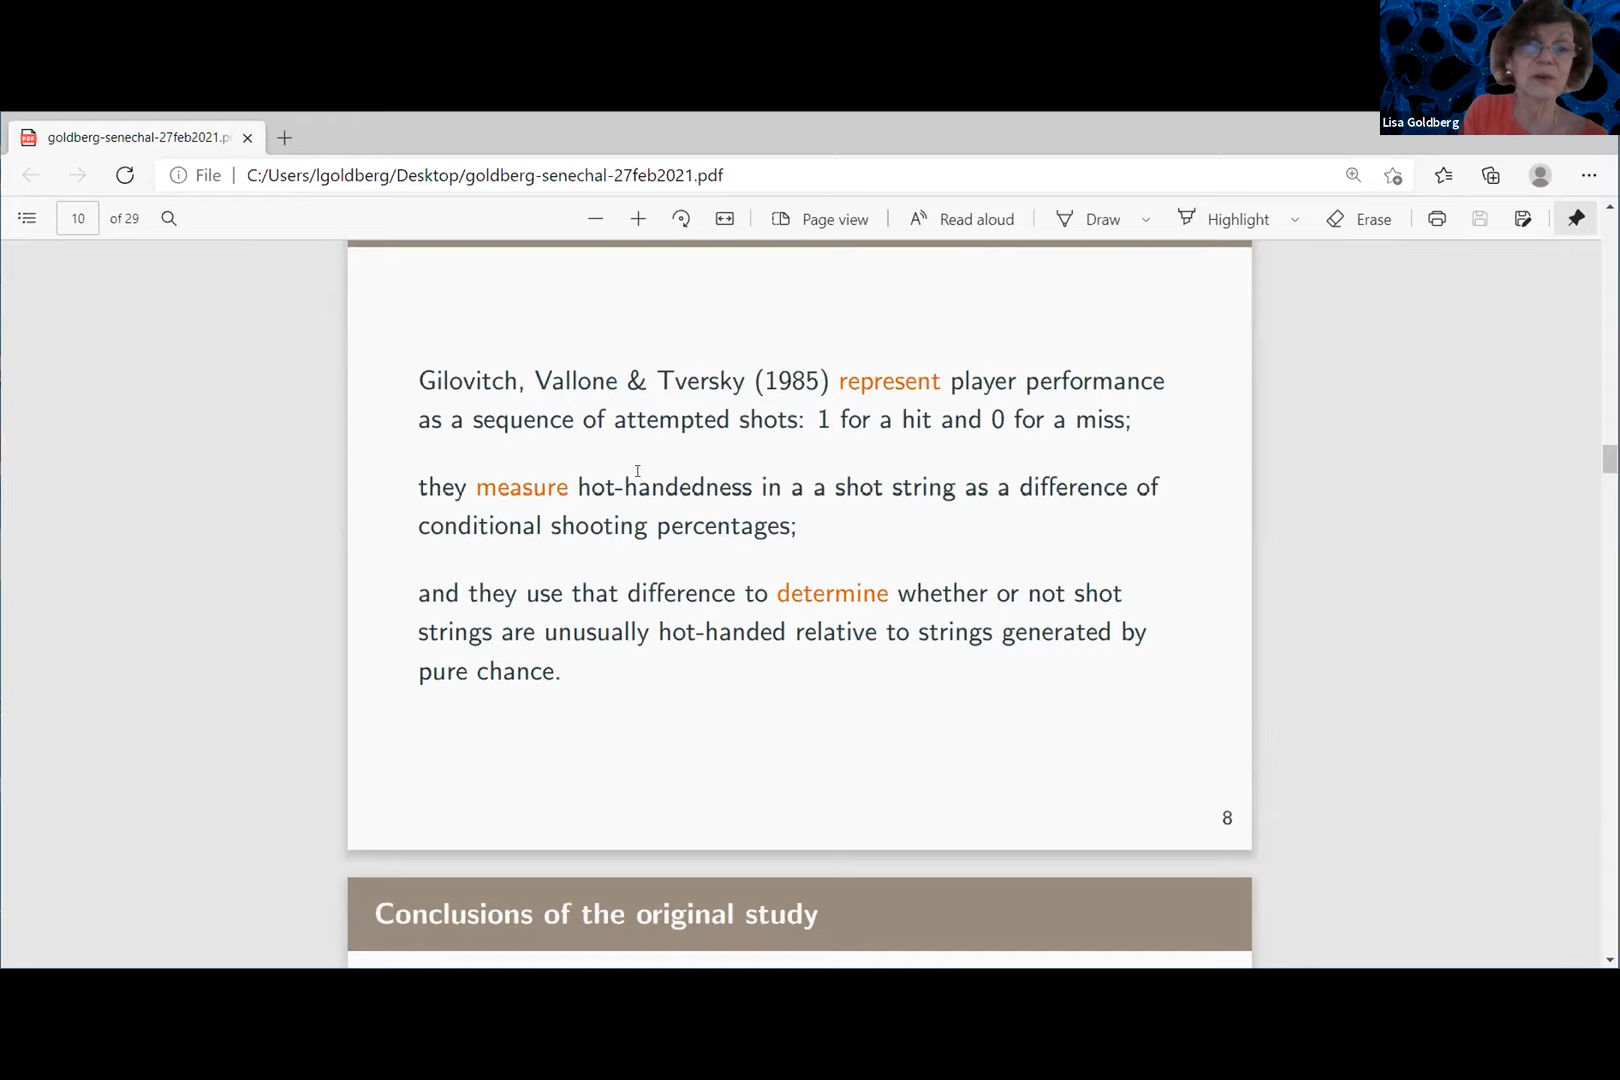 Lisa Goldberg
goldberg-senechal-27feb2021.p
File
C:/Users/lgoldberg/Desktop/goldberg-senechal-27feb2021.pdf
10 of 29
Page view
Read aloud
Draw
Highlight
Erase
Gilovitch, Vallone & Tversky (1985) represent player performance
as a sequence of attempted shots: 1 for a hit and 0 for a miss;
they measure hot-handedness in a a shot string as a difference of
conditional shooting percentages;
and they use that difference to determine whether or not shot
strings are unusually hot-handed relative to strings generated by
pure chance.
8
Conclusions of the original study